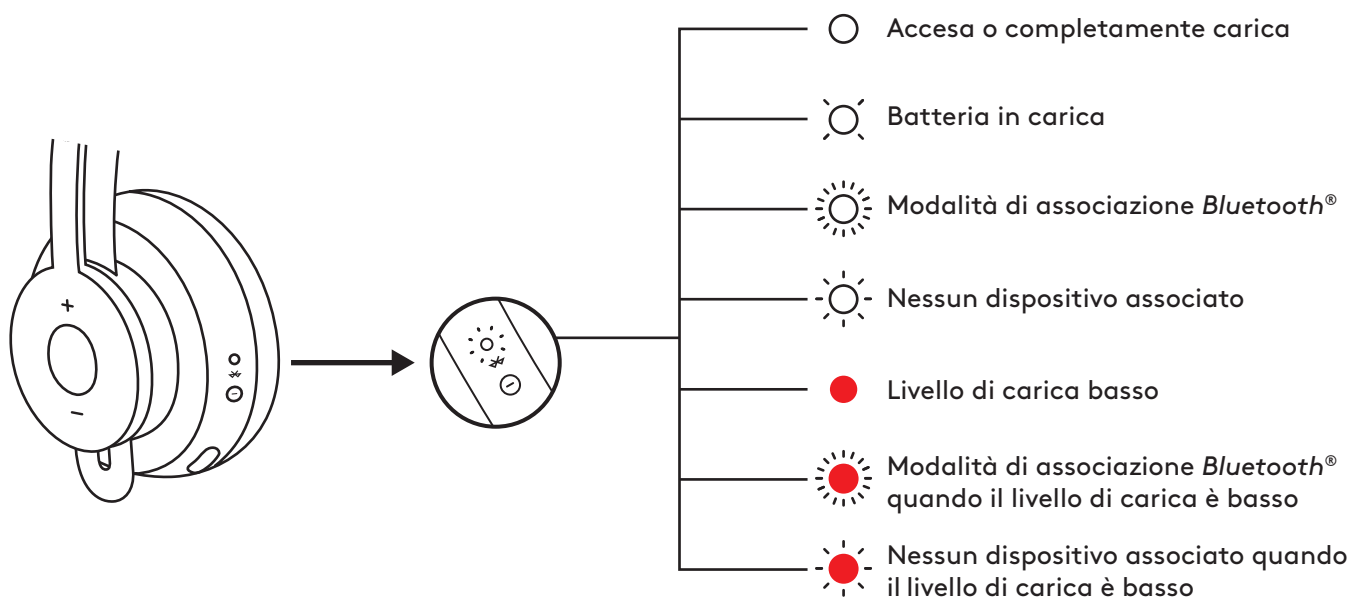 Accesa o completamente carica
Batteria in carica
Modalità di associazione Bluetooth®
Nessun dispositivo associato
Livello di carica basso
Modalità di associazione Bluetooth®
quando il livello di carica è basso
Nessun dispositivo associato quando
il livello di carica è basso